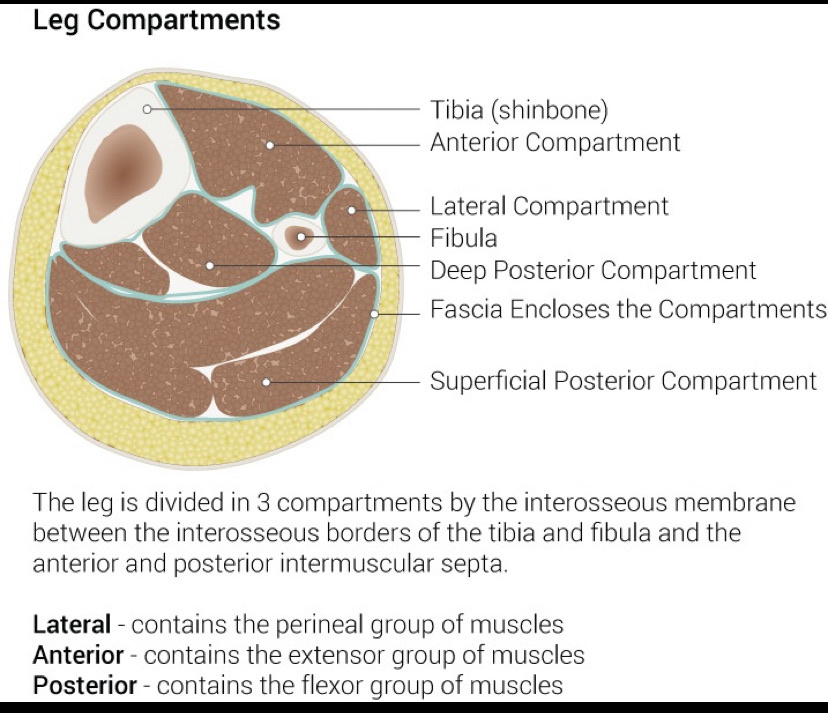 Leg Compartments
Tibia (shinbone)
Anterior Compartment
Lateral Compartment
Fibula
Deep Posterior Compartment
Fascia Encloses the Compartments
Superficial Posterior Compartment
The leg is divided in 3 compartments by the interosseous membrane
between the interosseous borders of the tibia and fibula and the
anterior and posterior intermuscular septa.
Lateral - contains the perineal group of muscles
Anterior - contains the extensor group of muscles
Posterior - contains the flexor group of muscles